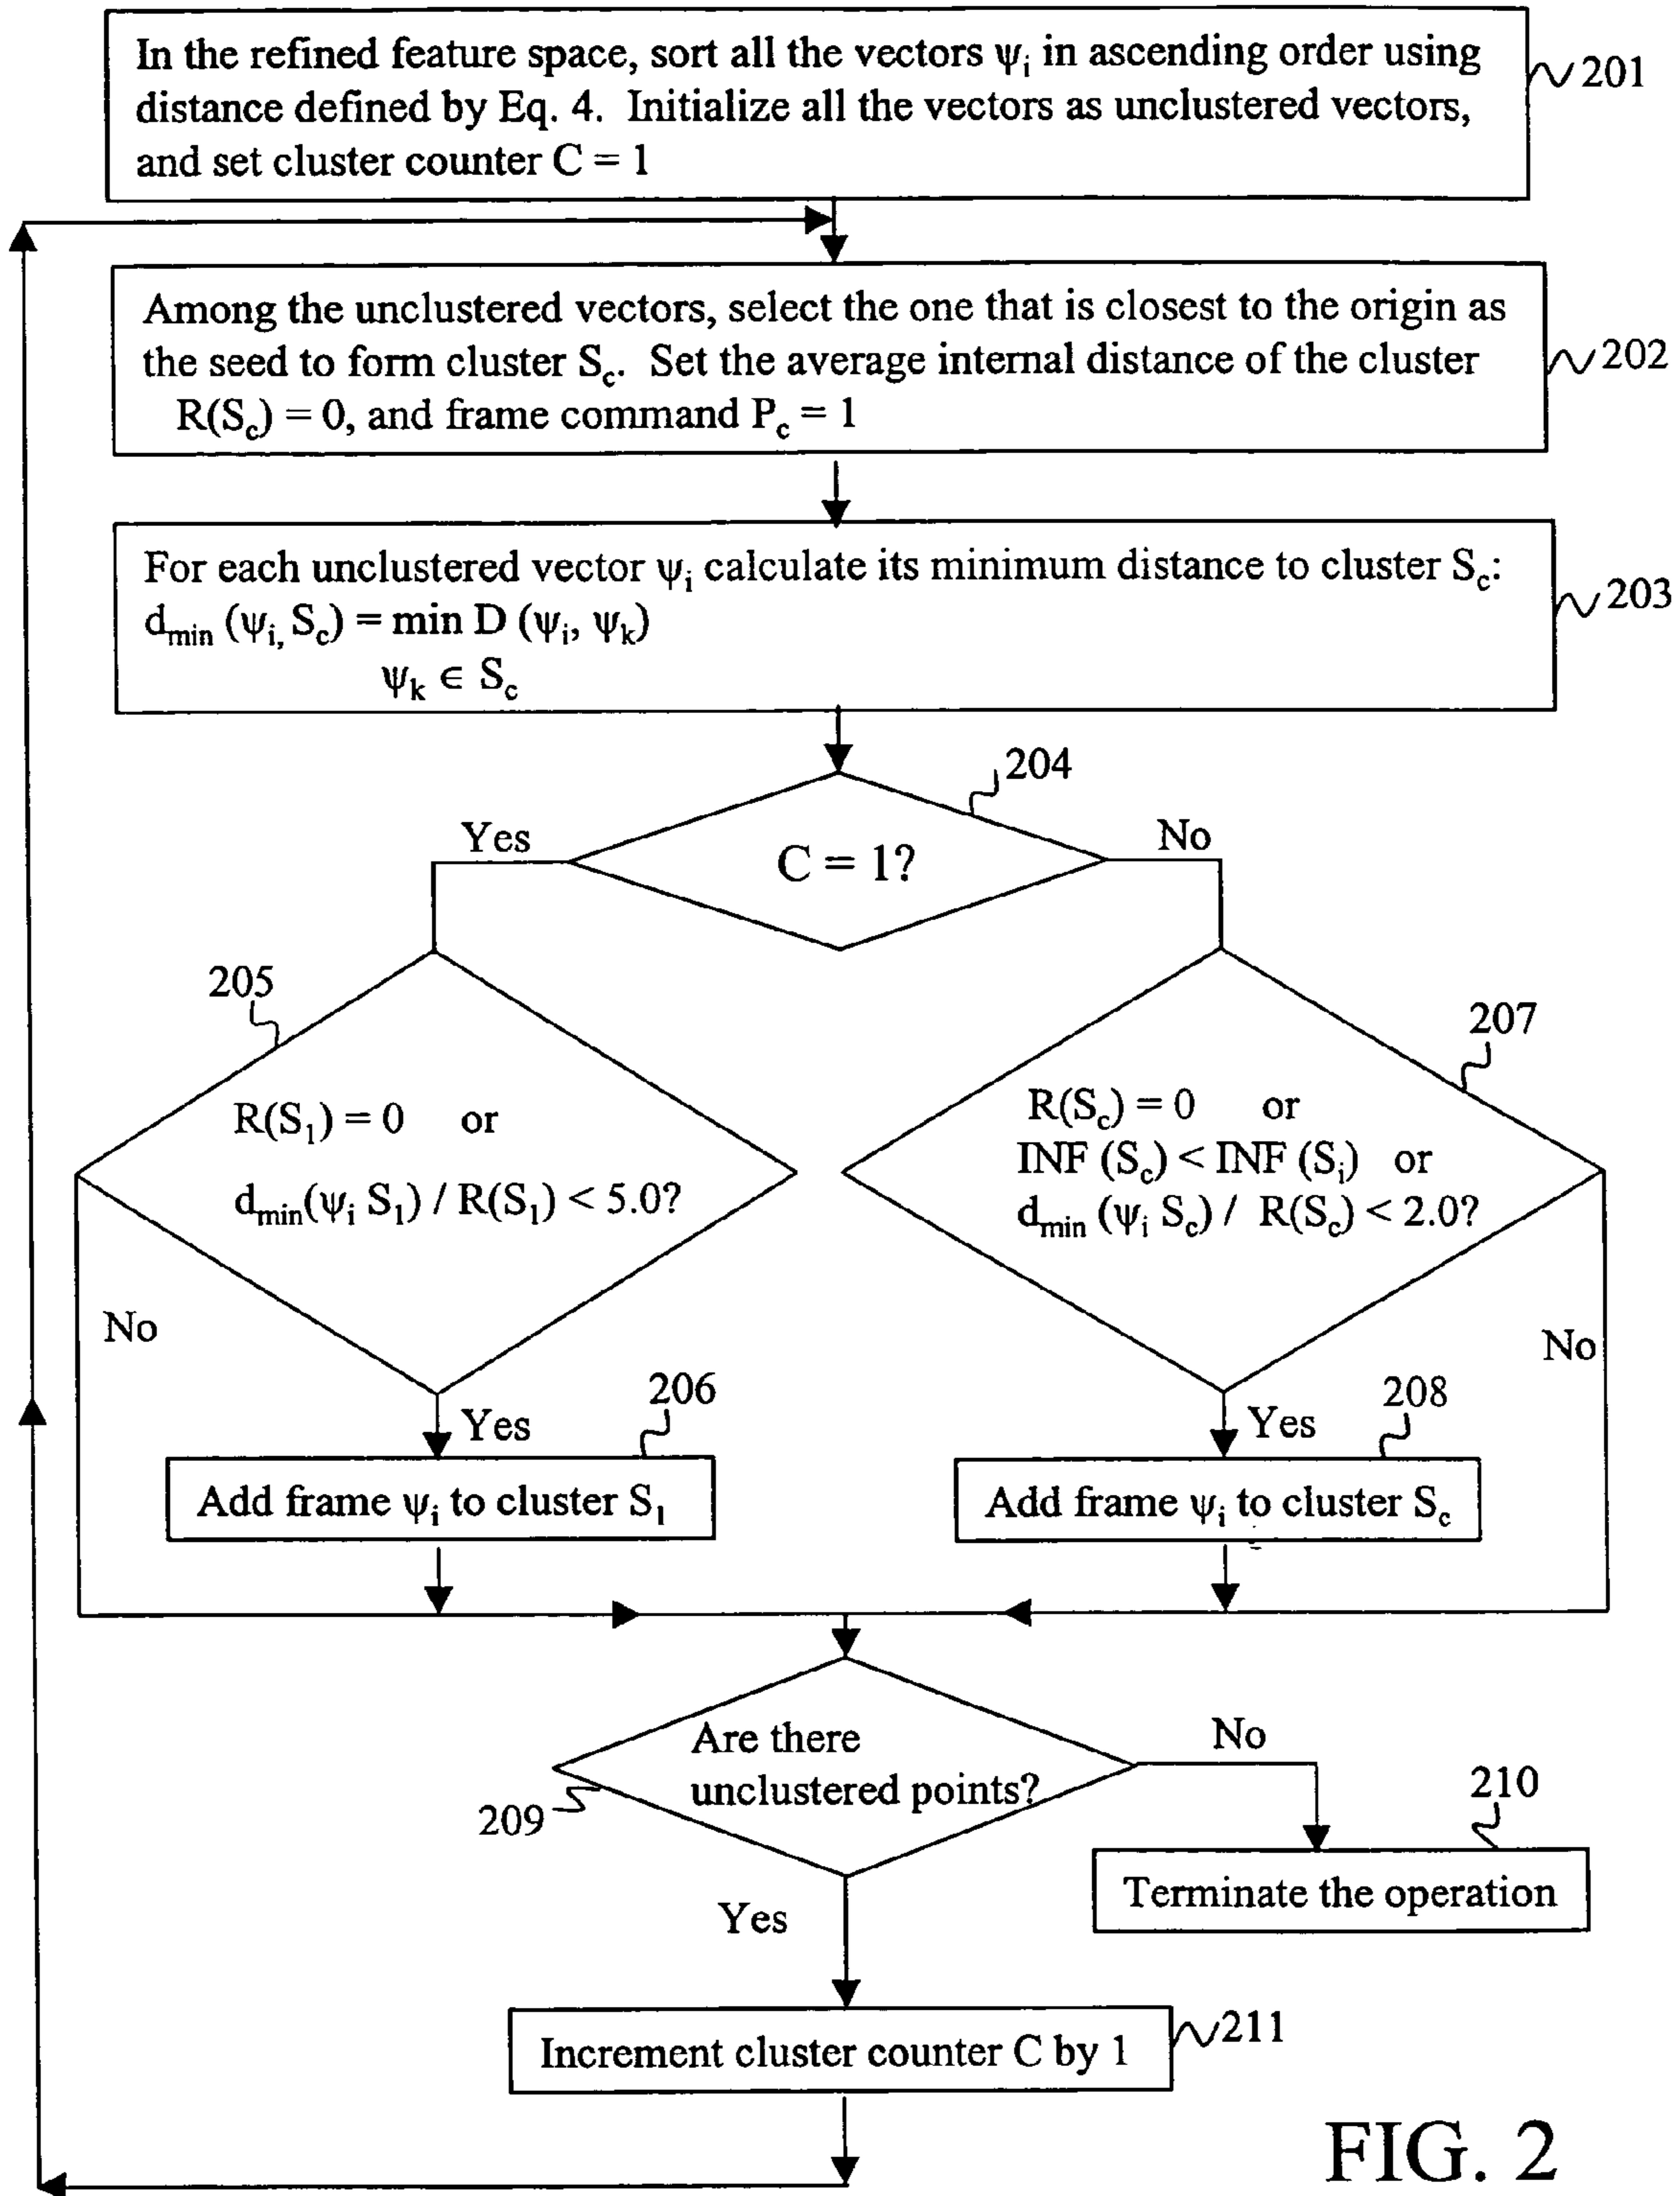 In the refined feature space, sort all the vectors ψi in ascending order using
distance defined by Eq. 4. Initialize all the vectors as unclustered vectors,
and set cluster counter C = 1
201
Among the unclustered vectors, select the one that is closest to the origin as
the seed to form cluster Sc. Set the average internal distance of the cluster
R(Sc) = 0, and frame command Pc = 1
202
For each unclustered vector ψi calculate its minimum distance to cluster Sc:
dmin (ψi, Sc) = min D (ψi, ψk)
ψk ∈ Sc
203
204
Yes
C = 1?
No
205
R(S1) = 0 or
dmin(ψi S1) / R(S1) < 5.0?
207
R(Sc) = 0 or
INF (Sc) < INF (Si) or
dmin (ψi Sc) / R(Sc) < 2.0?
No
No
Yes
206
Add frame ψi to cluster S1
Yes
208
Add frame ψi to cluster Sc
Are there
unclustered points?
209
No
210
Terminate the operation
Yes
Increment cluster counter C by 1
211
FIG. 2